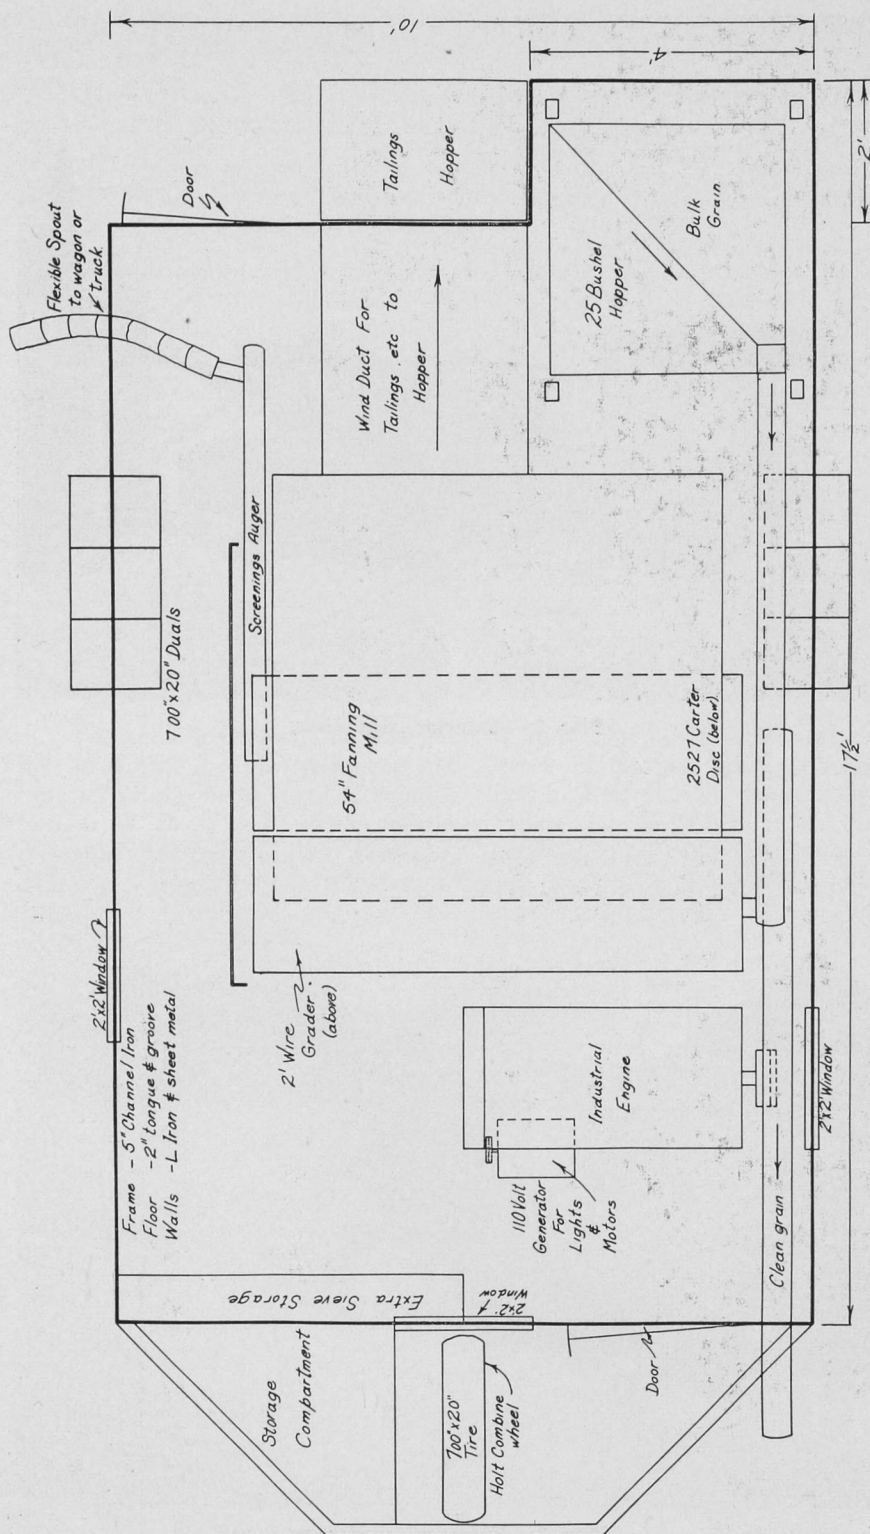 10'
4'
2'
17½'
Door
Flexible Spout
to wagon or
truck
Tailings
Hopper
Wind Duct For
Tailings, etc to
Hopper
25 Bushel
Hopper
Bulk
Grain
Screenings Auger
700"x20" Duals
54" Fanning
Mill
2527 Carter
Disc (below)
2'x2' Window
2' Wire
Grader.
(above)
Frame - 5" Channel Iron
Floor - 2" tongue & groove
Walls - L Iron & sheet metal
Industrial
Engine
110 Volt
Generator
For
Lights
&
Motors
2'x2' Window
Clean grain
Extra Sieve Storage
2'x2'
Window
Storage
Compartment
700"x20"
Tire
Holt Combine
wheel
Door